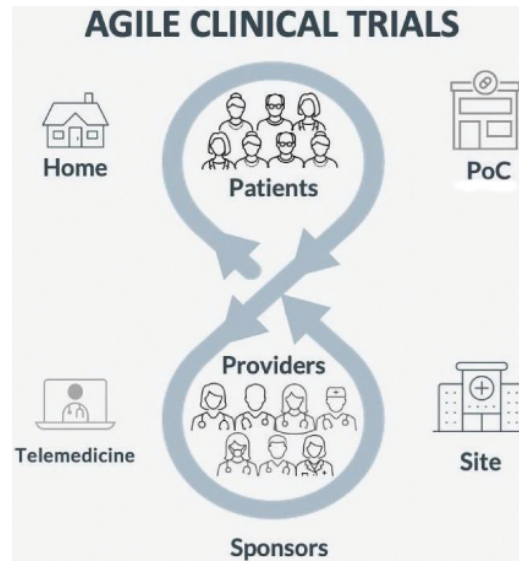 AGILE CLINICAL TRIALS
Home
Patients
PoC
Providers
Telemedicine
Site
Sponsors